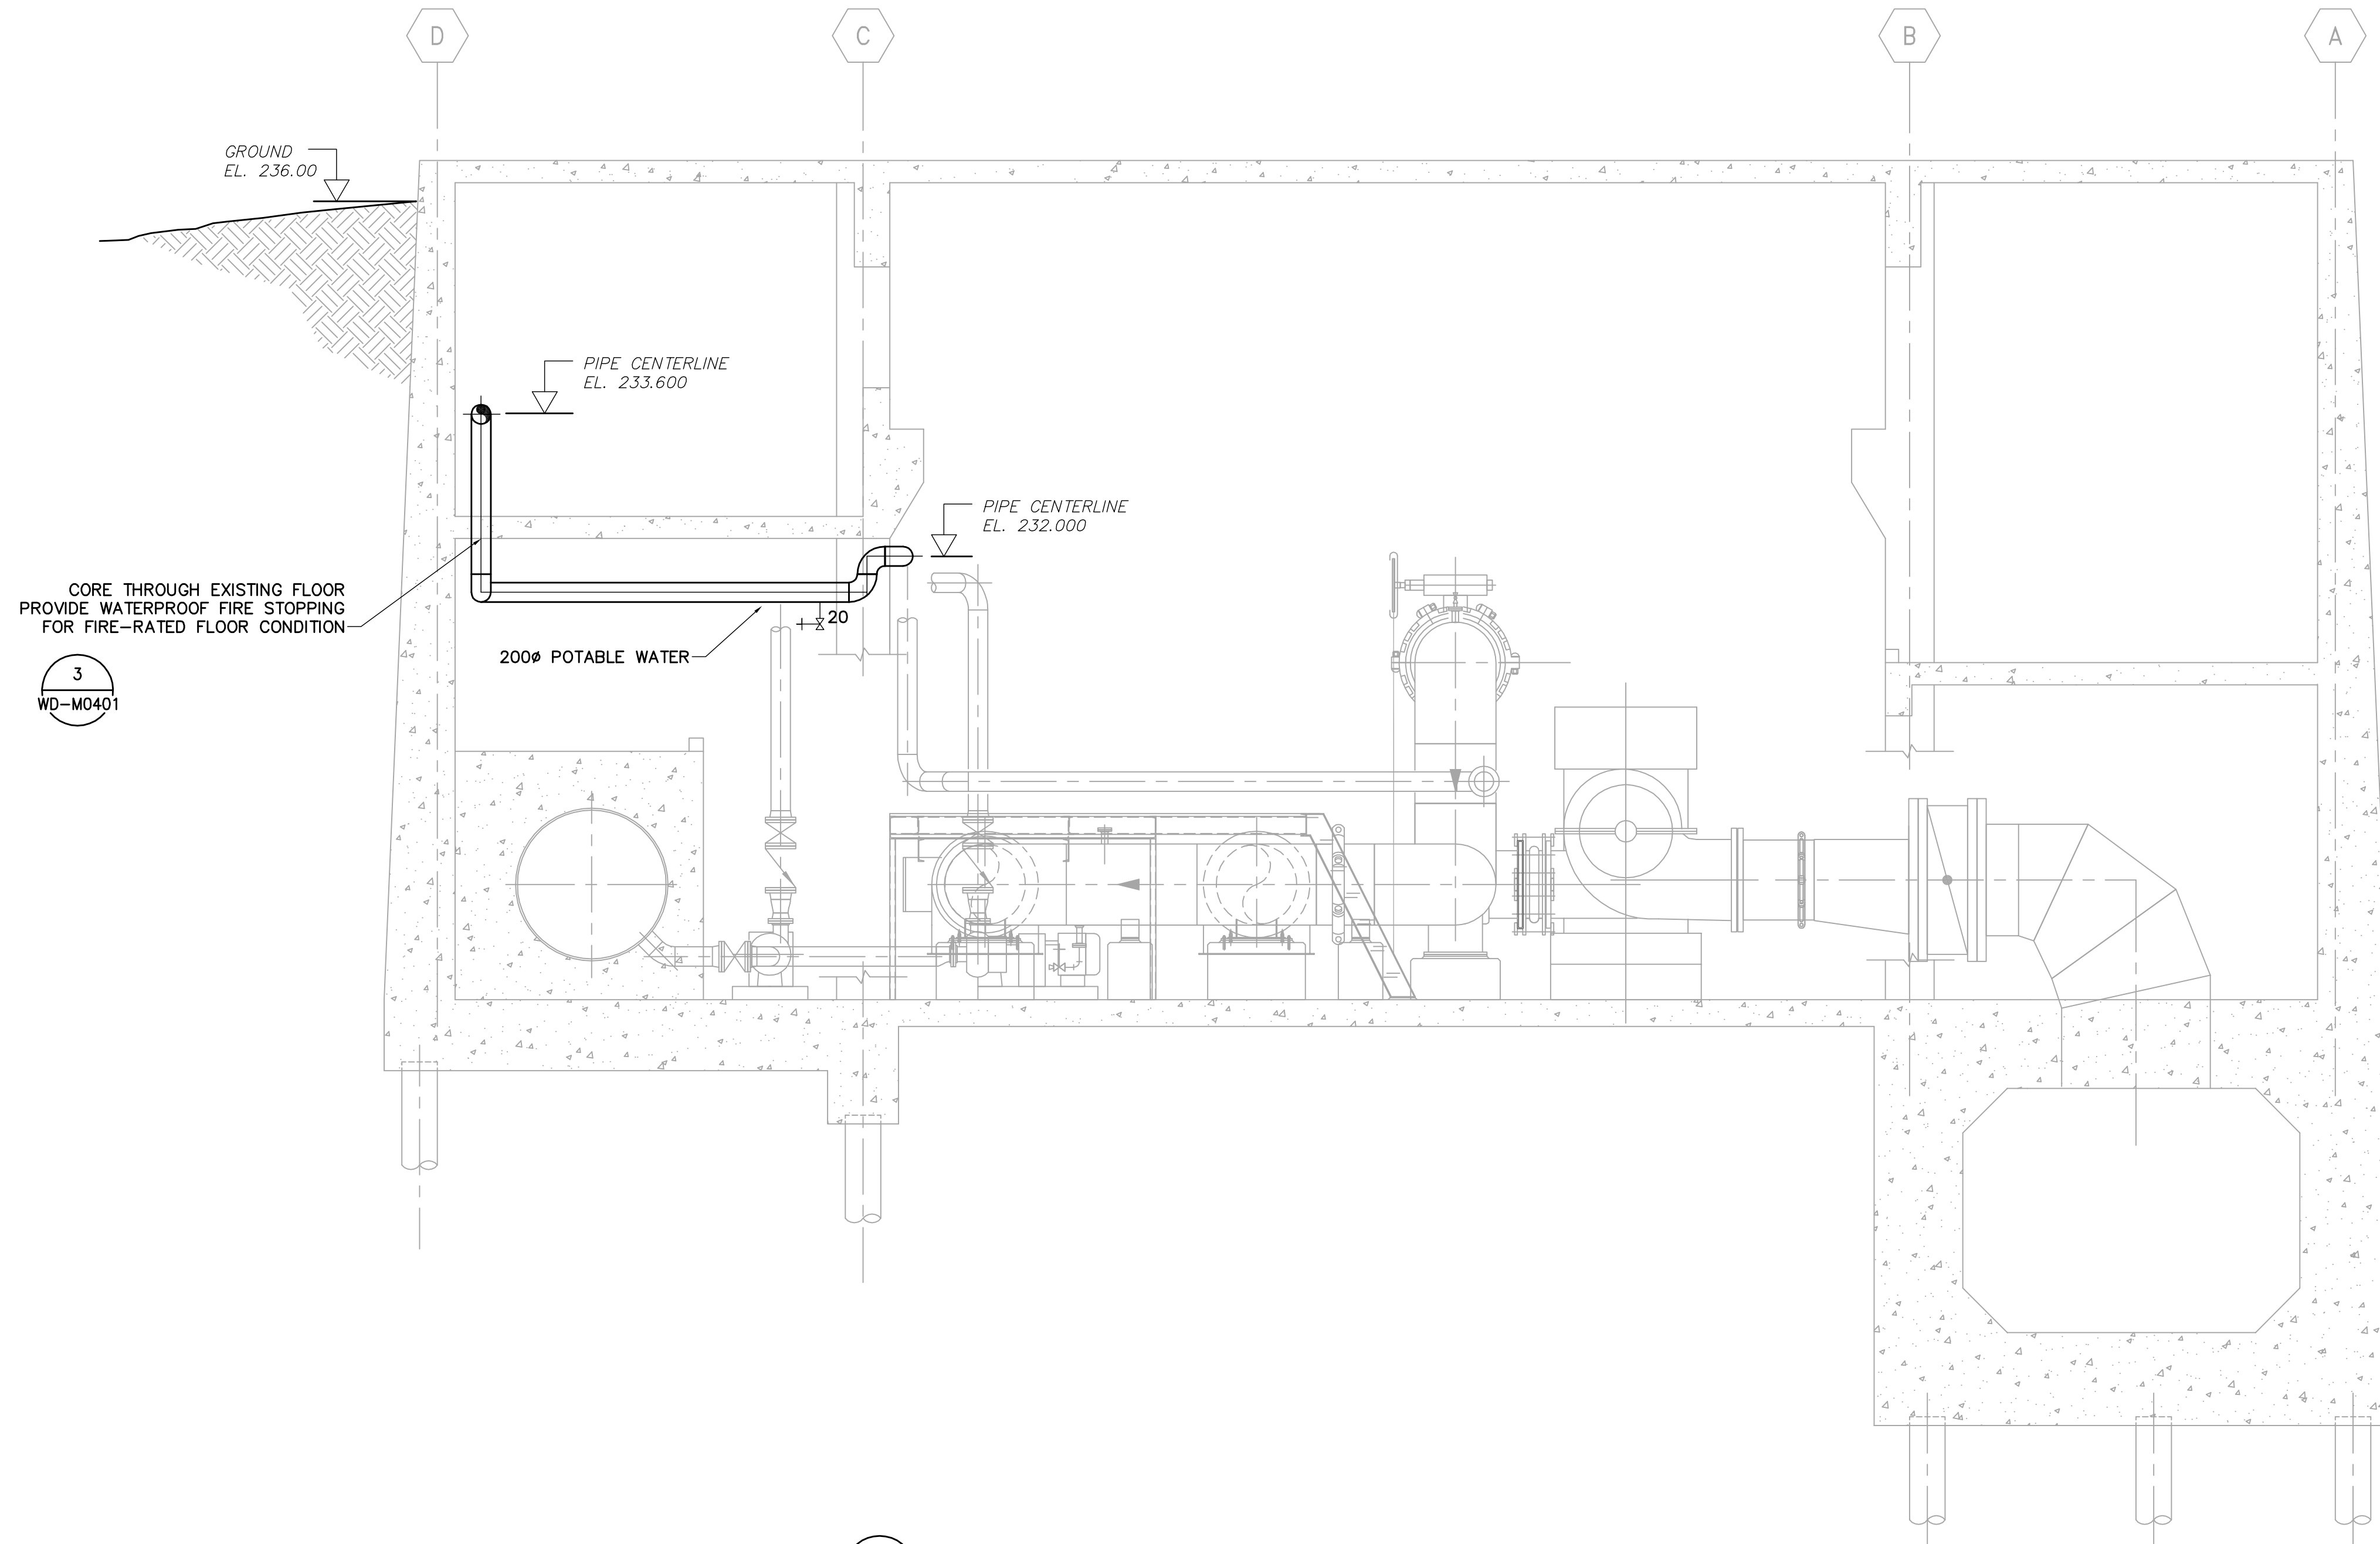 D
C
B
A
GROUND
EL. 236.00
PIPE CENTERLINE
EL. 233.600
PIPE CENTERLINE
EL. 232.000
CORE THROUGH EXISTING FLOOR
PROVIDE WATERPROOF FIRE STOPPING
FOR FIRE-RATED FLOOR CONDITION
20
200ø POTABLE WATER
3
WD-M0401